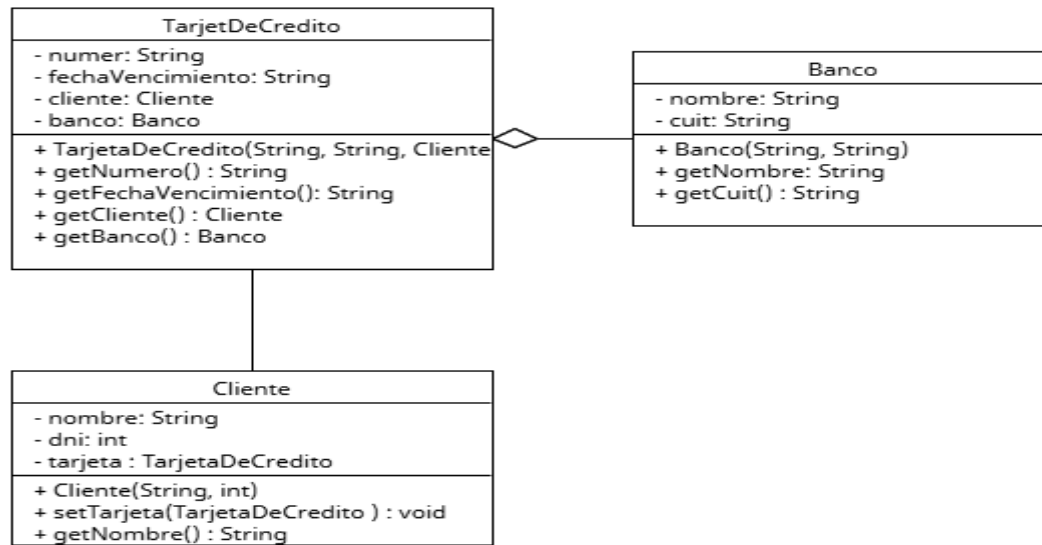 TarjetDeCredito
- numer: String
- fechaVencimiento: String
- cliente: Cliente
- banco: Banco
+ TarjetaDeCredito(String, String, Cliente
+ getNumero() : String
+ getFechaVencimiento(): String
+ getCliente() : Cliente
+ getBanco() : Banco
Banco
- nombre: String
- cuit: String
+ Banco(String, String)
+ getNombre: String
+ getCuit() : String
Cliente
- nombre: String
- dni: int
- tarjeta : TarjetaDeCredito
+ Cliente(String, int)
+ setTarjeta(TarjetaDeCredito ) : void
+ getNombre() : String